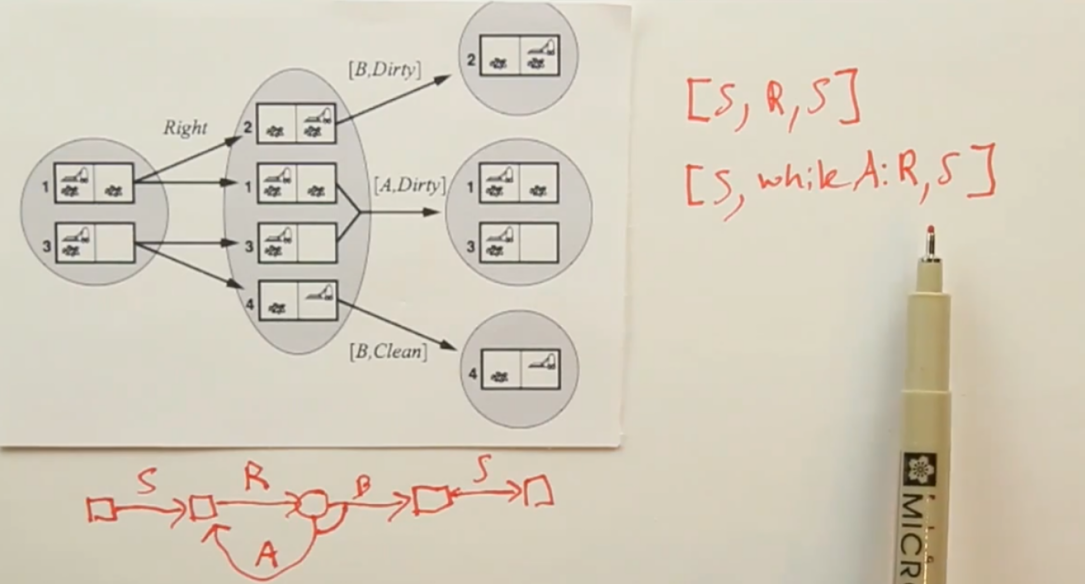 [B,Dirty]
2
[S, R, S]
Right
2
1
1
[A,Dirty]
1
[S, while A: R, S]
3
3
3
4
[B,Clean]
4
S
R
B
S
A
MICR